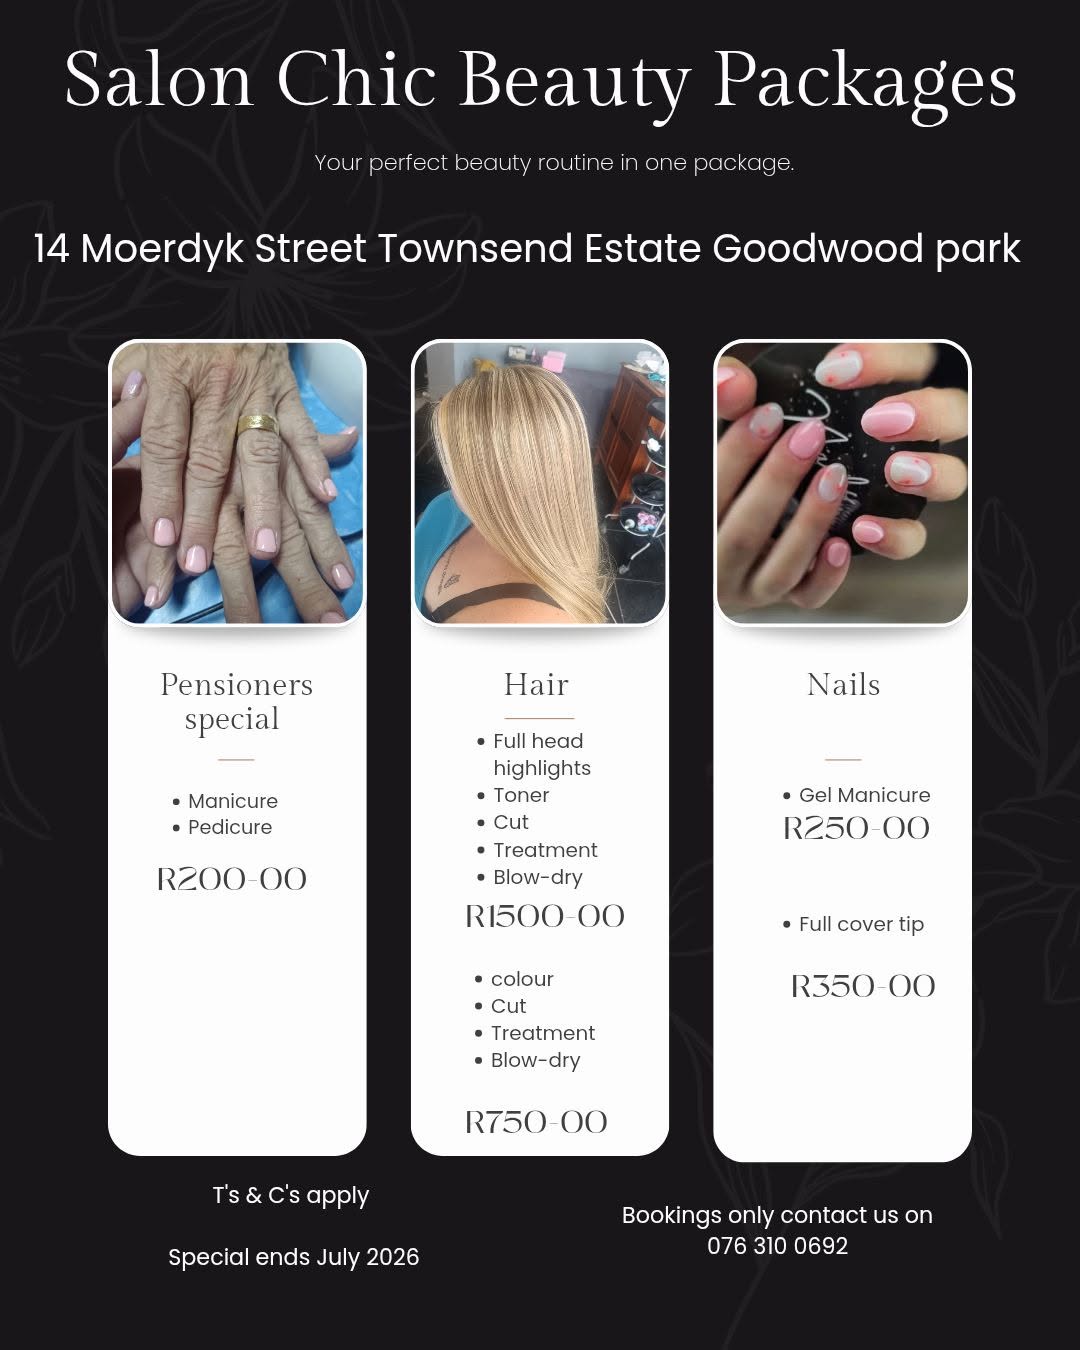 Salon Chic Beauty Packages
Your perfect beauty routine in one package.
14 Moerdyk Street Townsend Estate Goodwood park
Pensioners
special
• Manicure
• Pedicure
R200-00
Hair
• Full head
highlights
• Toner
• Cut
• Treatment
• Blow-dry
R1500-00
• colour
• Cut
• Treatment
• Blow-dry
R750-00
Nails
• Gel Manicure
R250-00
• Full cover tip
R350-00
T's & C's apply
Special ends July 2026
Bookings only contact us on
076 310 0692